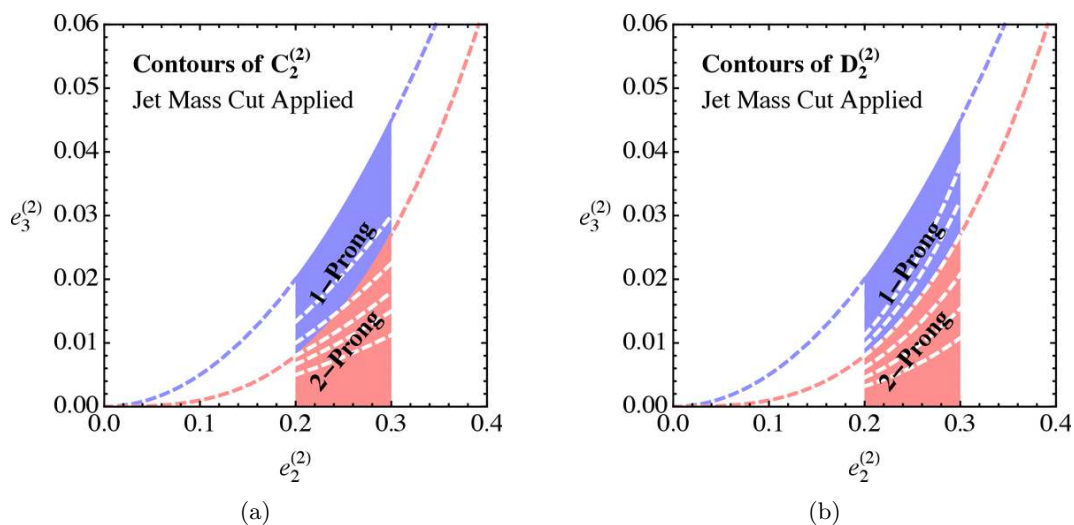 Contours of C₂⁽²⁾
Jet Mass Cut Applied
1–Prong
2–Prong
0.06
0.05
0.04
0.03
0.02
0.01
0.00
e₃⁽²⁾
0.0 0.1 0.2 0.3 0.4
e₂⁽²⁾
(a)
Contours of D₂⁽²⁾
Jet Mass Cut Applied
1–Prong
2–Prong
0.06
0.05
0.04
0.03
0.02
0.01
0.00
e₃⁽²⁾
0.0 0.1 0.2 0.3 0.4
e₂⁽²⁾
(b)